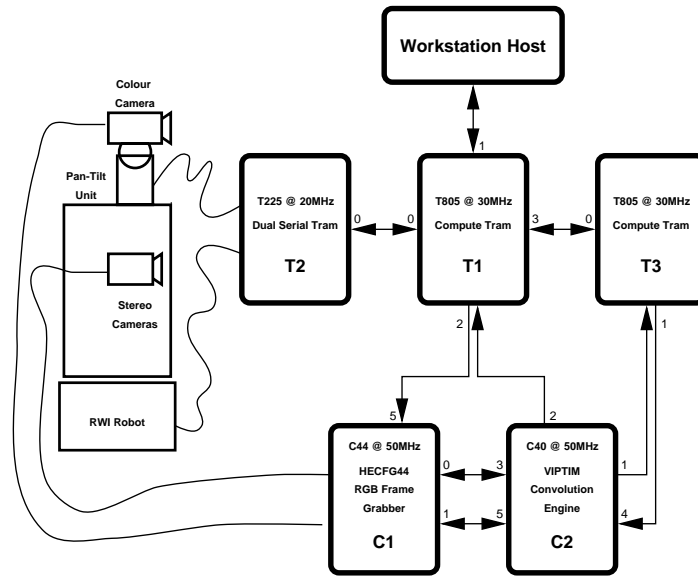 Workstation Host
1
Colour
Camera
Pan-Tilt
Unit
Stereo
Cameras
RWI Robot
T225 @ 20MHz
Dual Serial Tram
T2
0
0
T805 @ 30MHz
Compute Tram
T1
3
0
T805 @ 30MHz
Compute Tram
T3
2
1
5
2
C44 @ 50MHz
HECFG44
RGB Frame
Grabber
C1
0
3
1
5
C40 @ 50MHz
VIPTIM
Convolution
Engine
C2
1
4